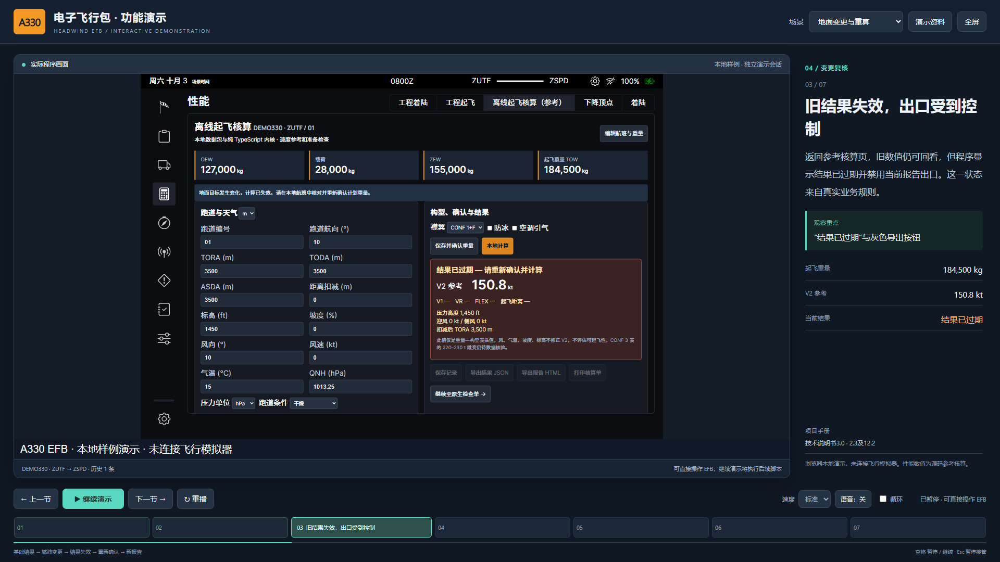 A330
电子飞行包 · 功能演示
HEADWIND EFB / INTERACTIVE DEMONSTRATION
场景
地面变更与重算
演示资料
全屏
实际程序画面
本地样例 · 独立演示会话
周六 十月 3 场景时间
0800Z
ZUTF
ZSPD
100%
性能
工程着陆
工程起飞
离线起飞核算（参考）
下降顶点
着陆
离线起飞核算 DEMO330 · ZUTF / 01
本地数据包与纯 TypeScript 内核 · 速度参考和准备检查
编辑航班与重量
OEW
127,000 kg
载荷
28,000 kg
ZFW
155,000 kg
起飞重量 TOW
184,500 kg
地面目标发生变化，计算已失效。请在本地航班中核对并重新确认计划重量。
跑道与天气 m
跑道编号
01
跑道航向 (°)
10
TORA (m)
3500
TODA (m)
3500
ASDA (m)
3500
距离扣减 (m)
0
标高 (ft)
1450
坡度 (%)
0
风向 (°)
10
风速 (kt)
0
气温 (°C)
15
QNH (hPa)
1013.25
压力单位 hPa 跑道条件 干燥
构型、确认与结果
襟翼 CONF 1+F 防冰 空调引气
保存并确认重量
本地计算
结果已过期 — 请重新确认并计算
V2 参考 150.8 kt
V1 — VR — FLEX — 起飞距离 —
压力高度 1,450 ft
迎风 0 kt / 侧风 0 kt
扣减后 TORA 3,500 m
此值仅是重量—构型表插值。风、气温、坡度、标高不修正 V2，不评估可起飞性。CONF 3 表
的 220–230 t 跳变仍待数据核验。
保存记录
导出结果 JSON
导出报告 HTML
打印核算单
继续至原生检查单 →
A330 EFB · 本地样例演示 · 未连接飞行模拟器
DEMO330 · ZUTF → ZSPD · 历史 1 条
可直接操作 EFB；继续演示将执行后续脚本
04 / 变更复核
03 / 07
旧结果失效，出口受到控
制
返回参考核算页，旧数值仍可回看，但程序显
示结果已过期并禁用当前报告出口。这一状态
来自真实业务规则。
观察重点
“结果已过期”与灰色导出按钮
起飞重量
184,500 kg
V2 参考
150.8 kt
当前结果
结果已过期
项目手册
技术说明书3.0 · 2.3及12.2
浏览器本地演示，未连接飞行模拟器。性能数值为源码参考核算。
← 上一节
▶ 继续演示
下一节 →
↻ 重播
速度
标准
语音：关
循环
已暂停 · 可直接操作 EFB
01
02
03 旧结果失效，出口受到控制
04
05
06
07
基础结果 → 燃油变更 → 结果失效 → 重新确认 → 新报告
空格 暂停 / 继续 · Esc 暂停接管